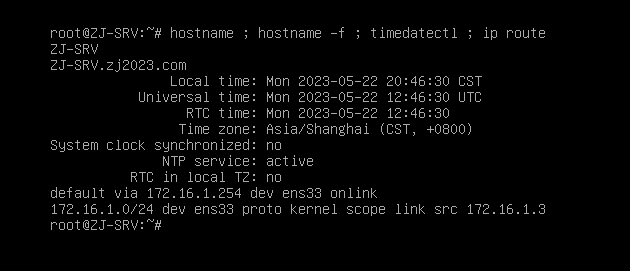 root@ZJ-SRV:~# hostname ; hostname -f ; timedatectl ; ip route
ZJ-SRV
ZJ-SRV.zj2023.com
Local time: Mon 2023-05-22 20:46:30 CST
Universal time: Mon 2023-05-22 12:46:30 UTC
RTC time: Mon 2023-05-22 12:46:30
Time zone: Asia/Shanghai (CST, +0800)
System clock synchronized: no
NTP service: active
RTC in local TZ: no
default via 172.16.1.254 dev ens33 onlink
172.16.1.0/24 dev ens33 proto kernel scope link src 172.16.1.3
root@ZJ-SRV:~#